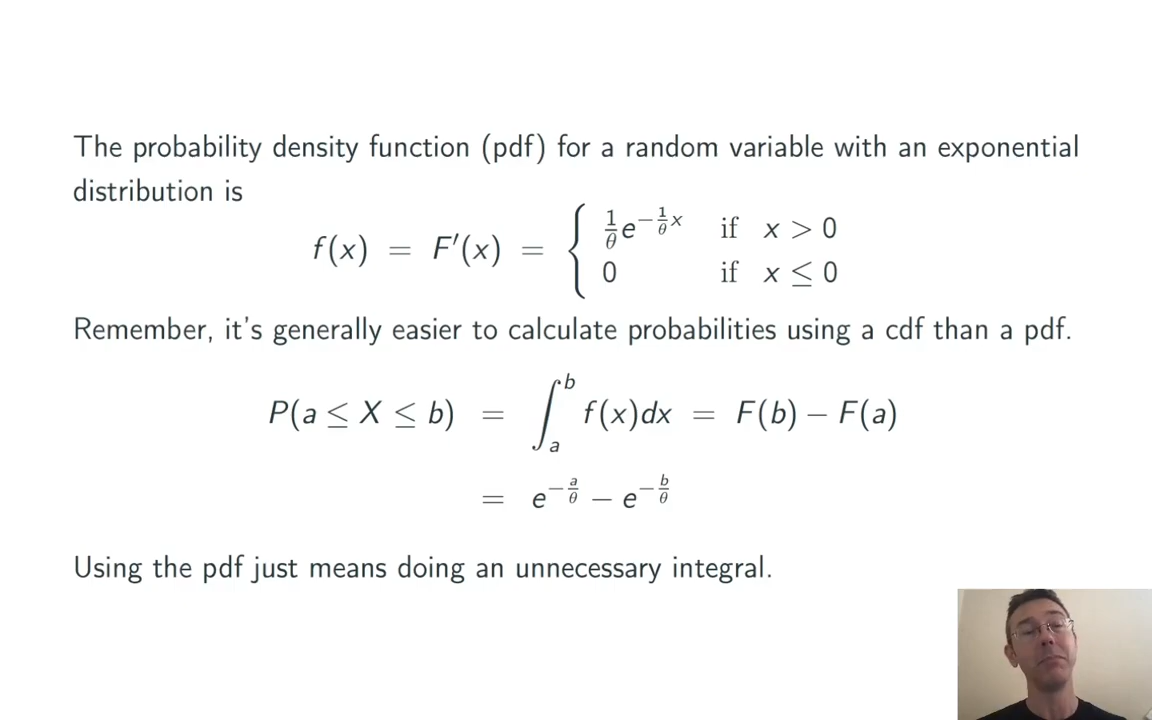 The probability density function (pdf) for a random variable with an exponential
distribution is
f(x) = F′(x) = { 1/θ e^{−1/θ x} if x > 0
0 if x ≤ 0
Remember, it's generally easier to calculate probabilities using a cdf than a pdf.
P(a ≤ X ≤ b) = ∫_a^b f(x)dx = F(b) − F(a)
= e^{−a/θ} − e^{−b/θ}
Using the pdf just means doing an unnecessary integral.